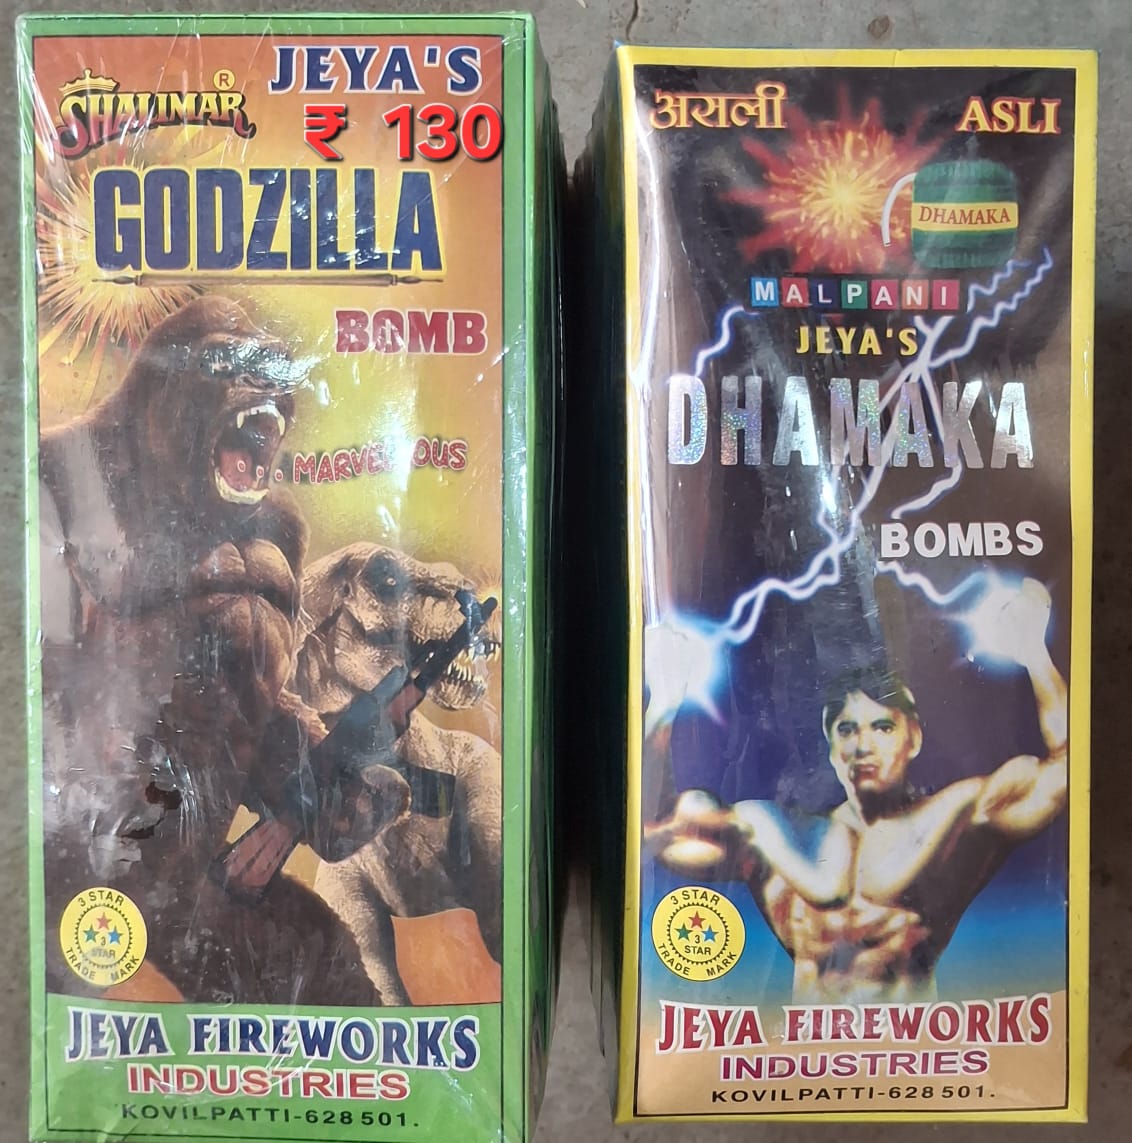 JEYA'S
SHALIMAR ®
₹ 130
GODZILLA
BOMB
MARVELLOUS
3 STAR
3
STAR
TRADE MARK
JEYA FIREWORKS
INDUSTRIES
KOVILPATTI-628 501.
असली ASLI
DHAMAKA
MALPANI
JEYA'S
DHAMAKA
BOMBS
3 STAR
3
STAR
TRADE MARK
JEYA FIREWORKS
INDUSTRIES
KOVILPATTI-628 501.